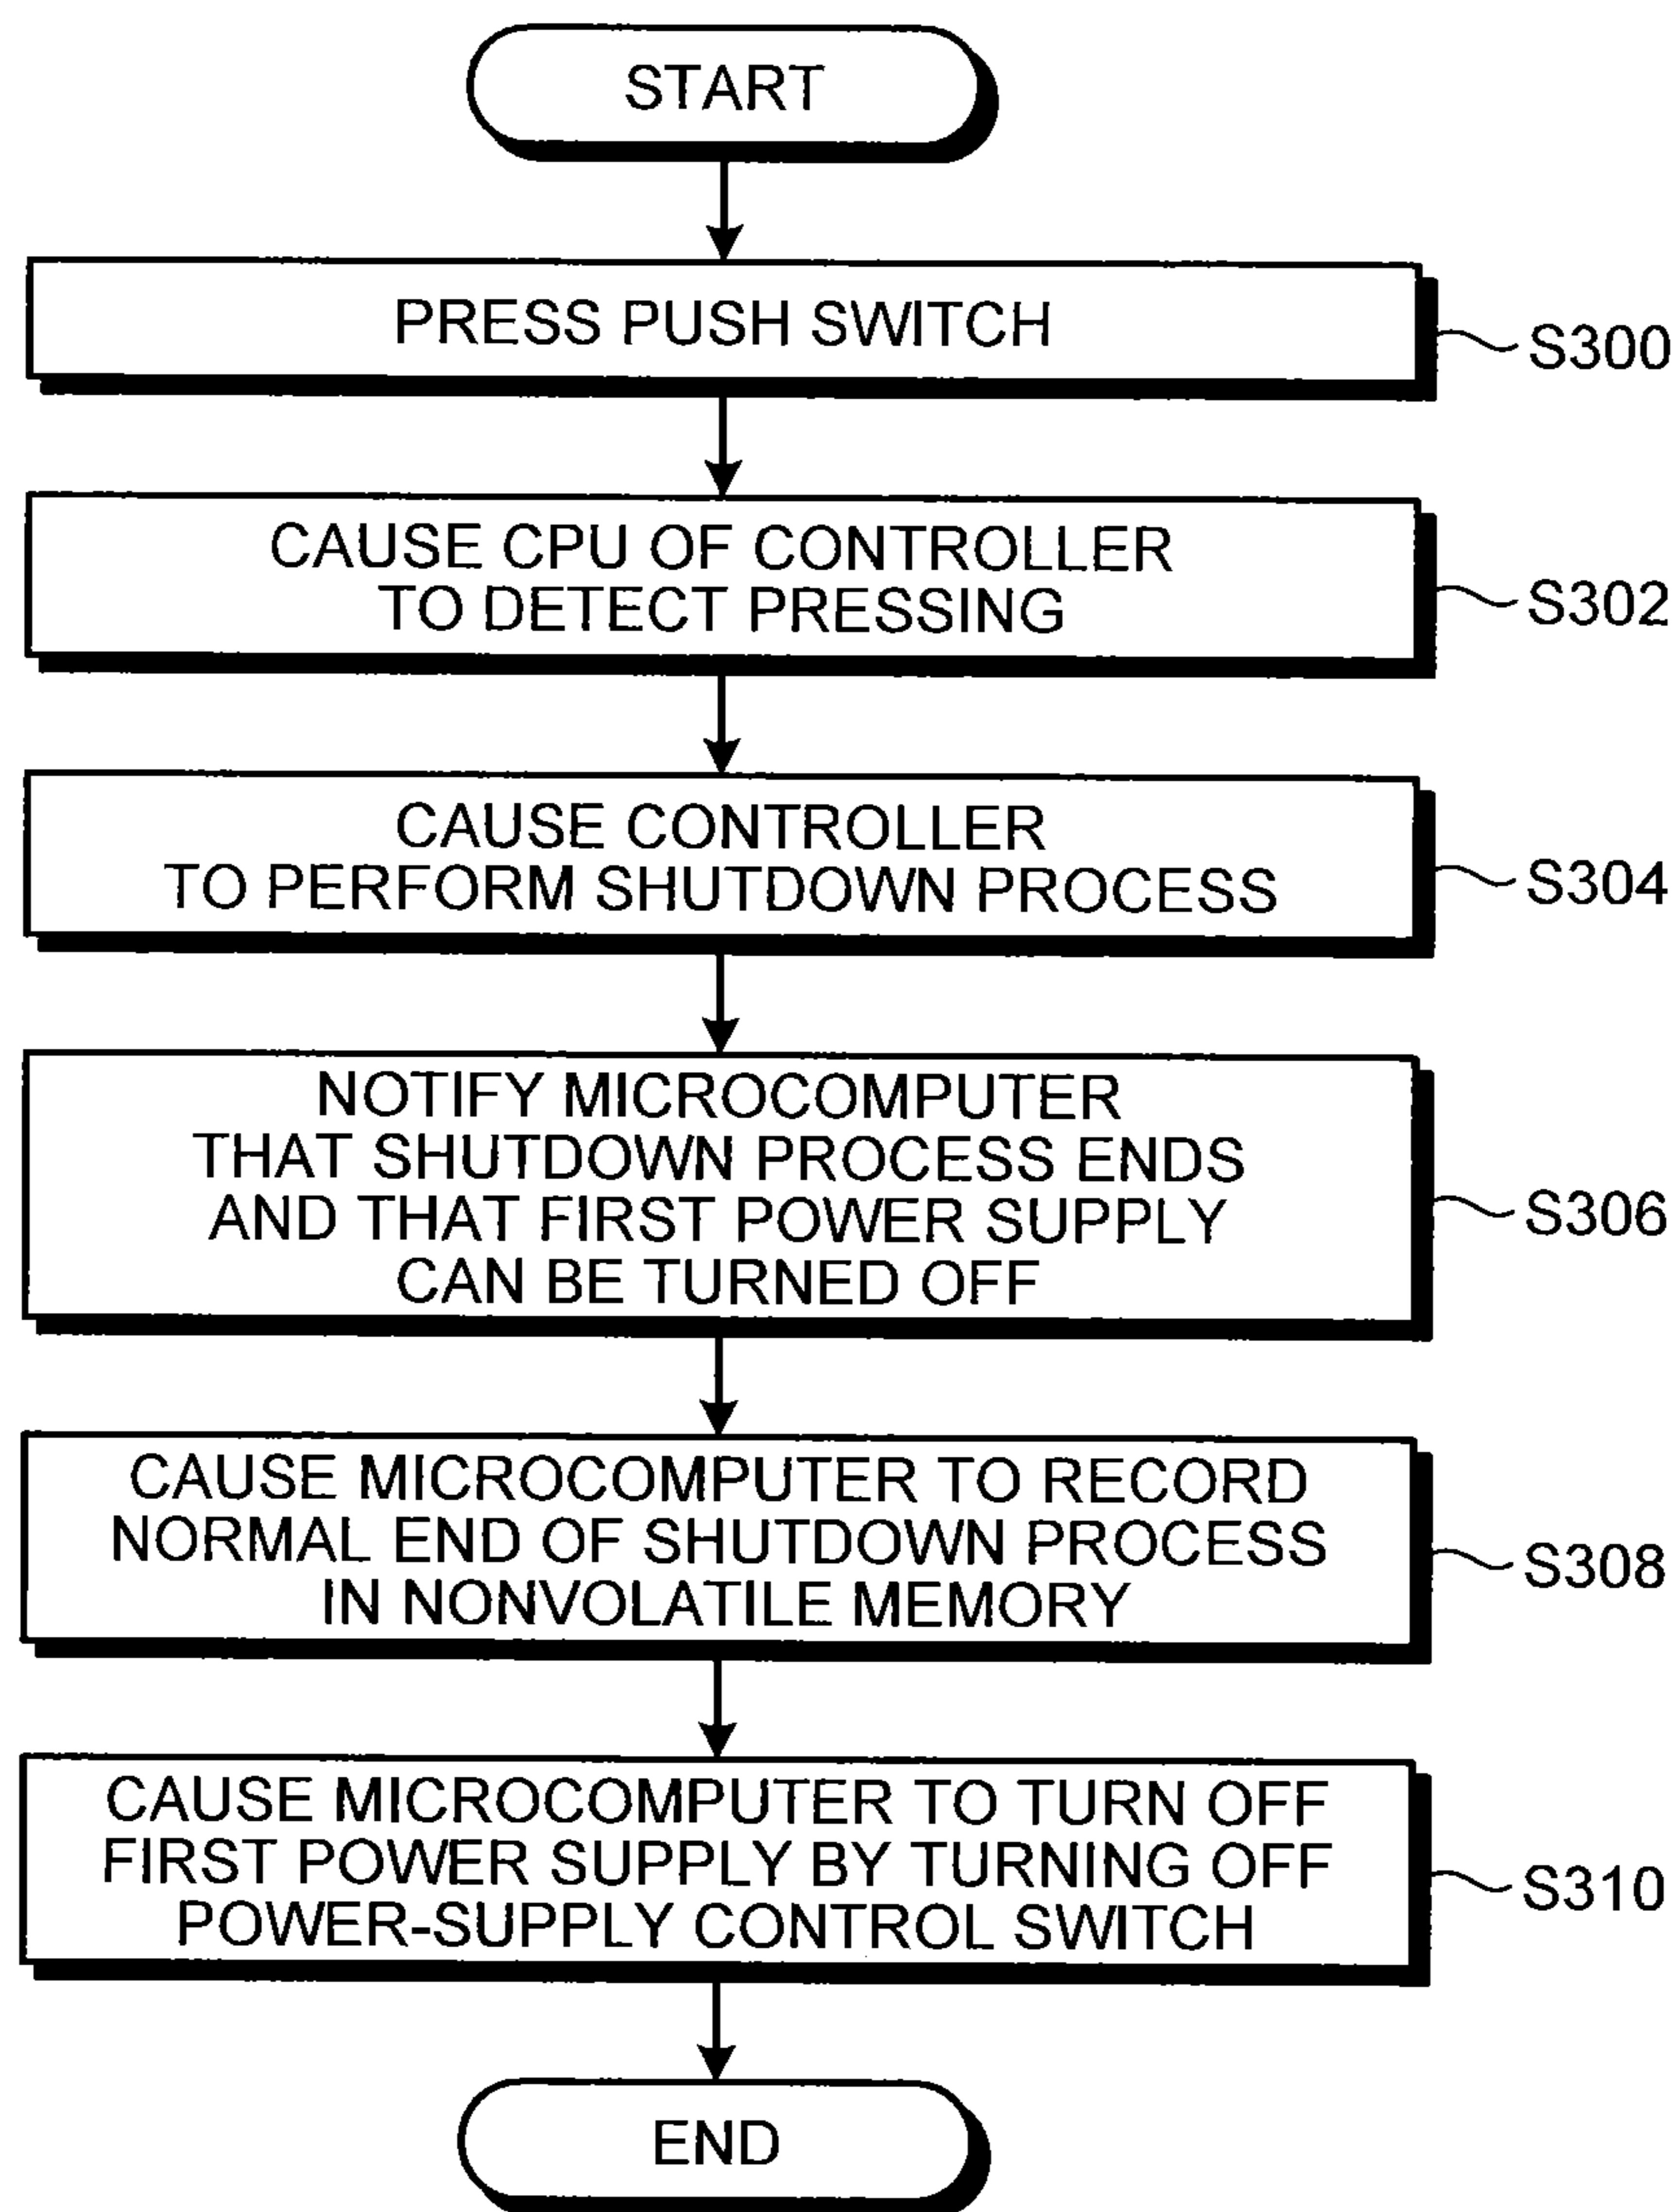 START
PRESS PUSH SWITCH
S300
CAUSE CPU OF CONTROLLER
TO DETECT PRESSING
S302
CAUSE CONTROLLER
TO PERFORM SHUTDOWN PROCESS
S304
NOTIFY MICROCOMPUTER
THAT SHUTDOWN PROCESS ENDS
AND THAT FIRST POWER SUPPLY
CAN BE TURNED OFF
S306
CAUSE MICROCOMPUTER TO RECORD
NORMAL END OF SHUTDOWN PROCESS
IN NONVOLATILE MEMORY
S308
CAUSE MICROCOMPUTER TO TURN OFF
FIRST POWER SUPPLY BY TURNING OFF
POWER-SUPPLY CONTROL SWITCH
S310
END